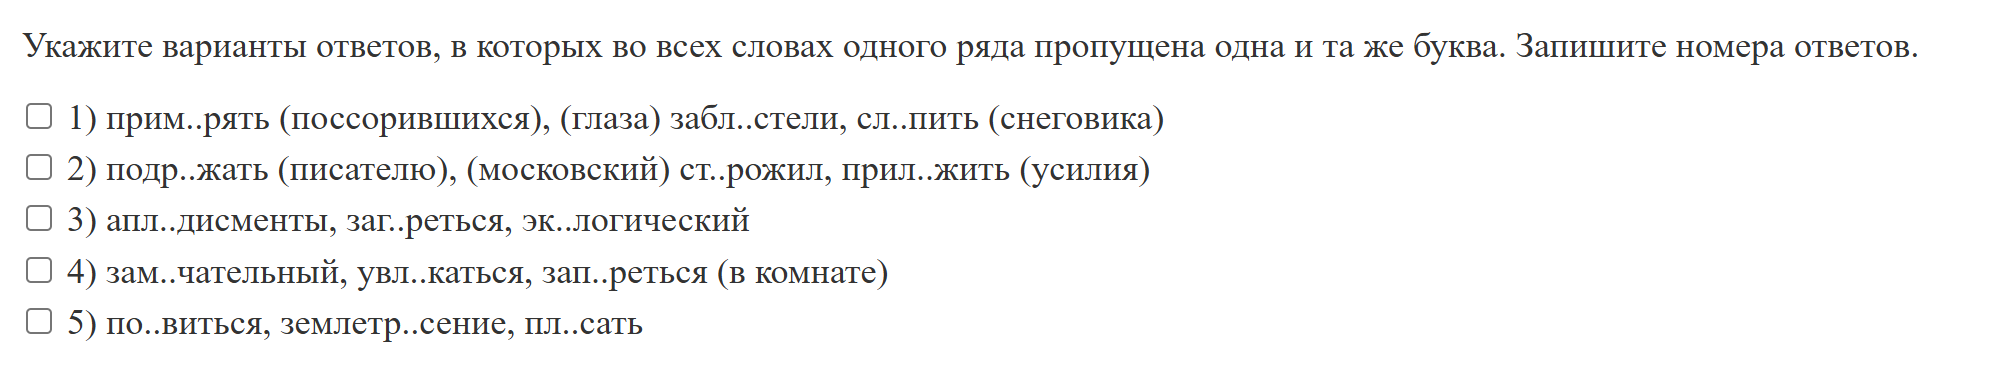 Укажите варианты ответов, в которых во всех словах одного ряда пропущена одна и та же буква. Запишите номера ответов.
1) прим..рять (поссорившихся), (глаза) забл..стели, сл..пить (снеговика)
2) подр..жать (писателю), (московский) ст..рожил, прил..жить (усилия)
3) апл..дисменты, заг..реться, эк..логический
4) зам..чательный, увл..каться, зап..реться (в комнате)
5) по..виться, землетр..сение, пл..сать